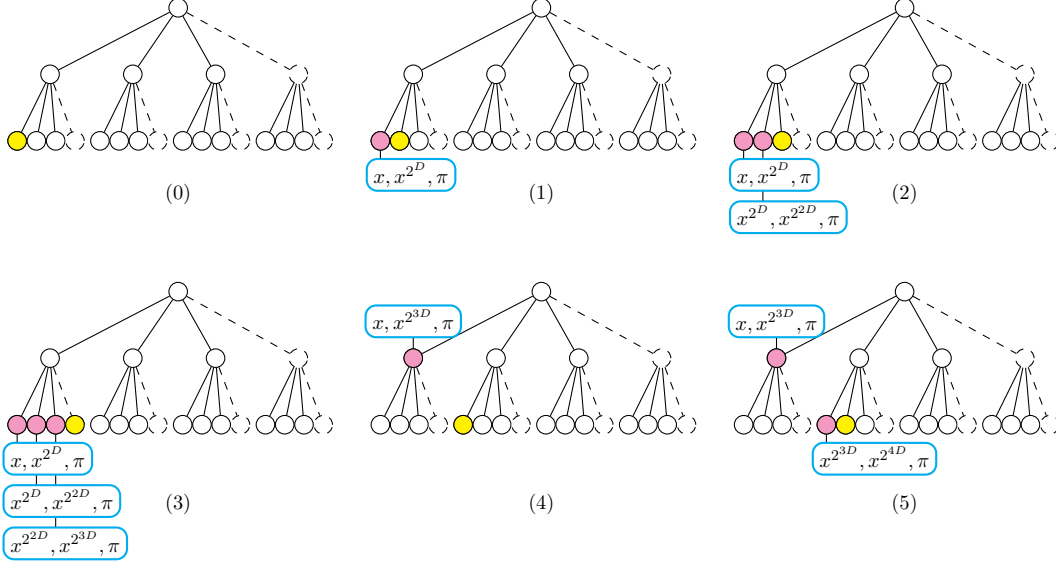 x, x^{2^D}, π
x, x^{2^D}, π
(0)
(1)
(2)
x^{2^D}, x^{2^{2D}}, π
x, x^{2^{3D}}, π
x, x^{2^{3D}}, π
x, x^{2^D}, π
x^{2^{3D}}, x^{2^{4D}}, π
x^{2^D}, x^{2^{2D}}, π
(3)
(4)
(5)
x^{2^{2D}}, x^{2^{3D}}, π